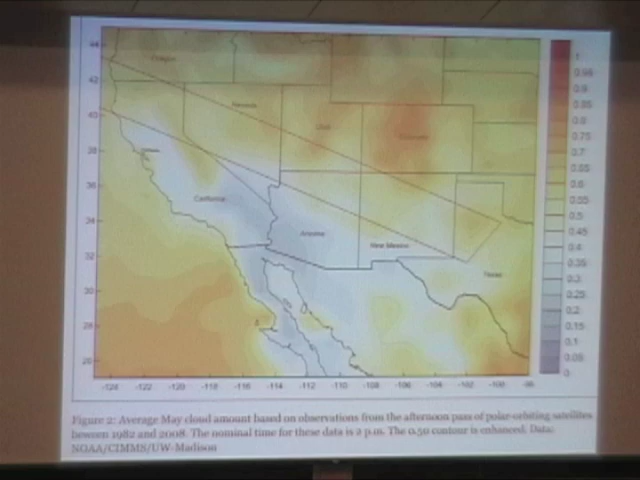 44
42
40
38
36
34
32
30
28
26
-124 -122 -120 -118 -116 -114 -112 -110 -108 -106 -104 -102 -100 -98
Oregon
Nevada
Utah
Colorado
California
Arizona
New Mexico
Texas
1
0.95
0.9
0.85
0.8
0.75
0.7
0.65
0.6
0.55
0.5
0.45
0.4
0.35
0.3
0.25
0.2
0.15
0.1
0.05
0
Figure 2: Average May cloud amount based on observations from the afternoon pass of polar-orbiting satellites
beween 1982 and 2008. The nominal time for these data is 2 p.m. The 0.50 contour is enhanced. Data:
NOAA/CIMMS/UW-Madison